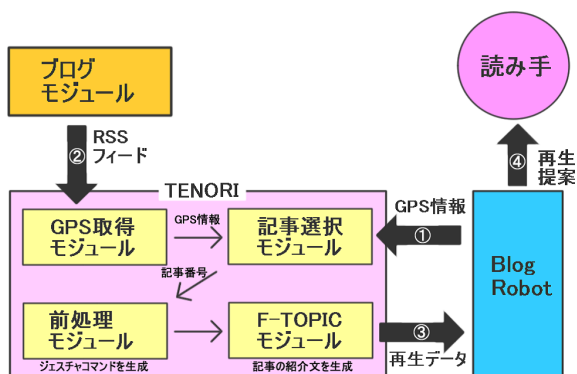 ブログ
モジュール
読み手
②
RSS
フィード
④
再生
提案
TENORI
GPS情報
①
GPS取得
モジュール
GPS情報
記事選択
モジュール
記事番号
Blog
Robot
前処理
モジュール
F-TOPIC
モジュール
③
再生データ
ジェスチャコマンドを生成
記事の紹介文を生成